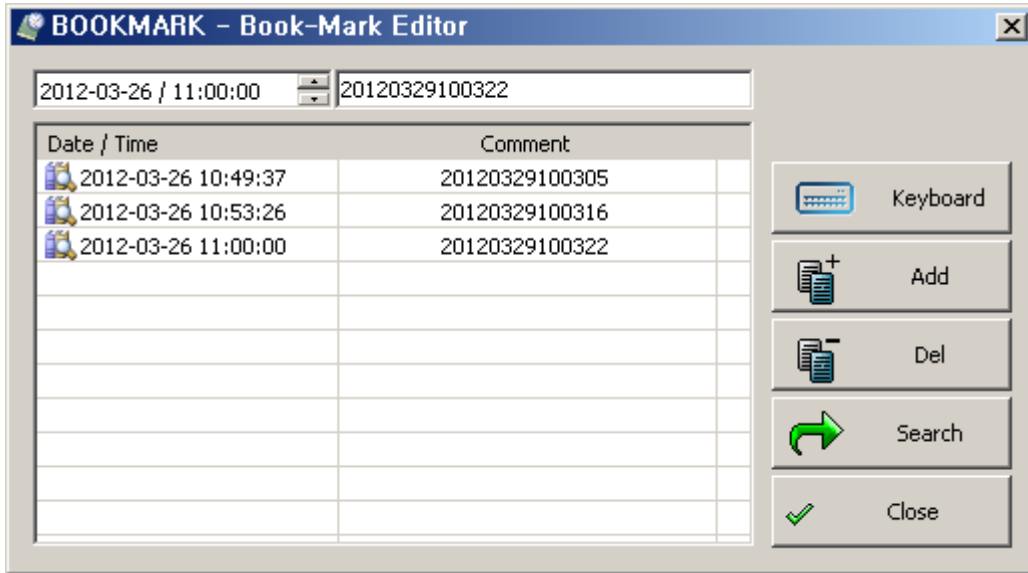 BOOKMARK - Book-Mark Editor
2012-03-26 / 11:00:00 20120329100322
Date / Time Comment
2012-03-26 10:49:37 20120329100305
2012-03-26 10:53:26 20120329100316
2012-03-26 11:00:00 20120329100322
Keyboard
Add
Del
Search
Close